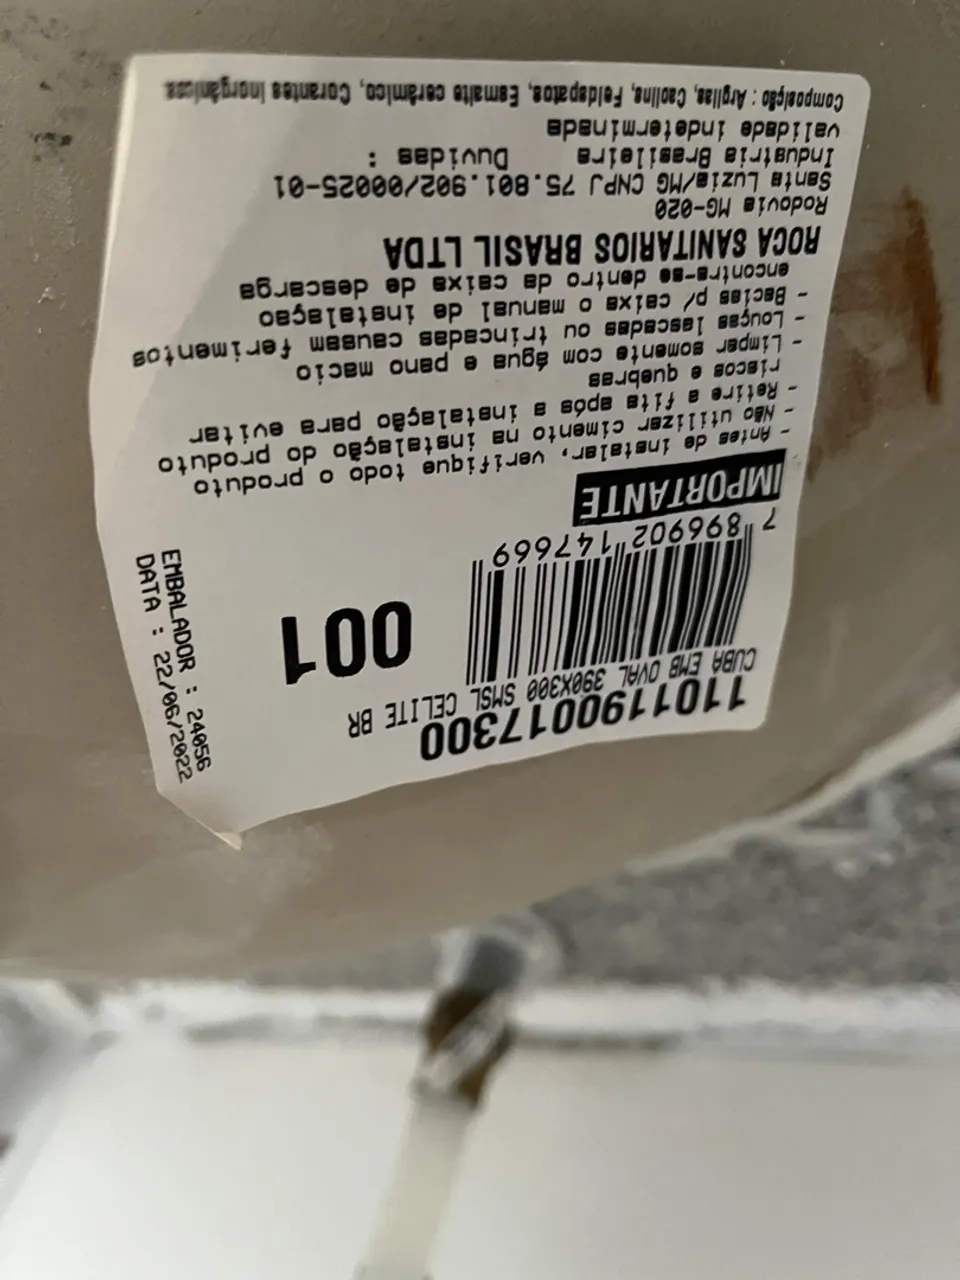 1101190017300
CUBA EMB OVAL 390X300 SMSL CELITE BR
7 896902 147669
001
EMBALADOR : 24056
DATA : 22/06/2022
IMPORTANTE
- Antes de instalar, verifique todo o produto
- Não utilizar cimento na instalação do produto
- Retire a fita após a instalação para evitar
riscos e quebras
- Limpar somente com água e pano macio
- Louças lascadas ou trincadas causam ferimentos
- Bacias p/ caixa o manual de instalaçao
encontra-se dentro da caixa de descarga
ROCA SANITARIOS BRASIL LTDA
Rodovia MG-020
Santa Luzia/MG CNPJ 75.801.902/00025-01
Industria Brasileira Duvidas :
validade indeterminada
Composição : Argilas, Caolins, Feldspatos, Esmalte cerâmico, Corantes Inorgânicos